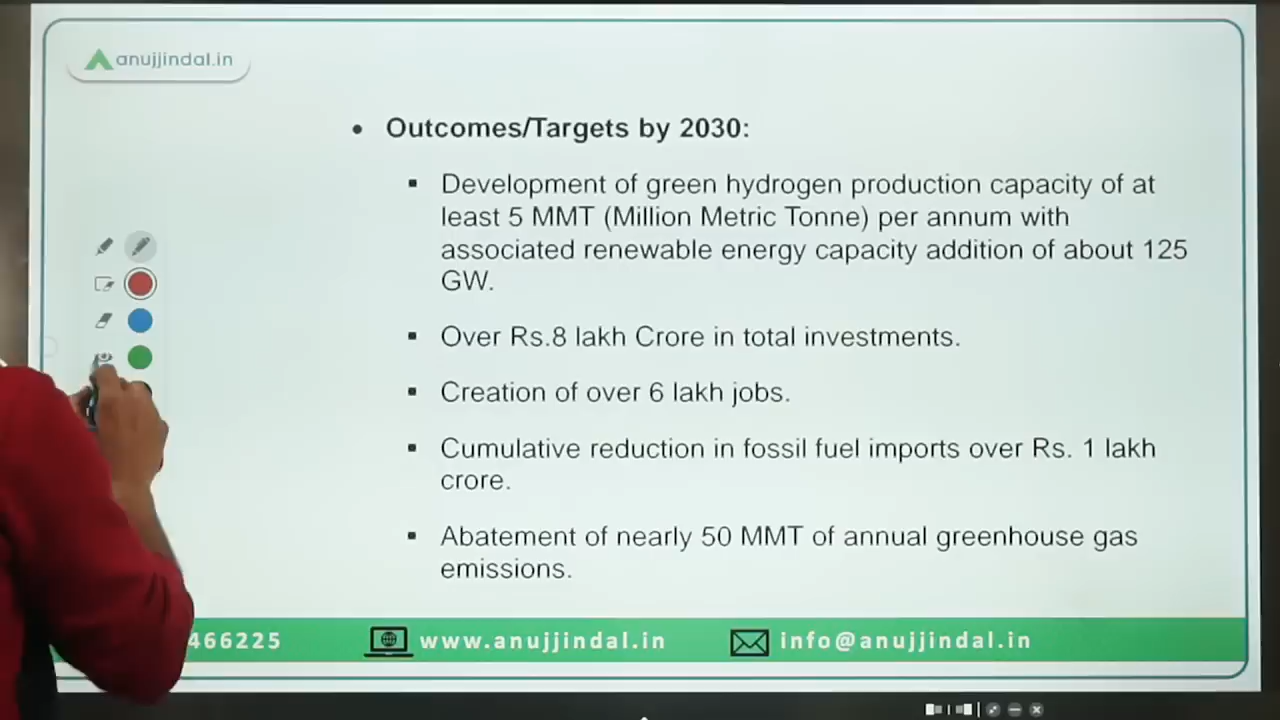 anujjindal.in
• Outcomes/Targets by 2030:
▪ Development of green hydrogen production capacity of at
least 5 MMT (Million Metric Tonne) per annum with
associated renewable energy capacity addition of about 125
GW.
▪ Over Rs.8 lakh Crore in total investments.
▪ Creation of over 6 lakh jobs.
▪ Cumulative reduction in fossil fuel imports over Rs. 1 lakh
crore.
▪ Abatement of nearly 50 MMT of annual greenhouse gas
emissions.
466225 www.anujjindal.in info@anujjindal.in